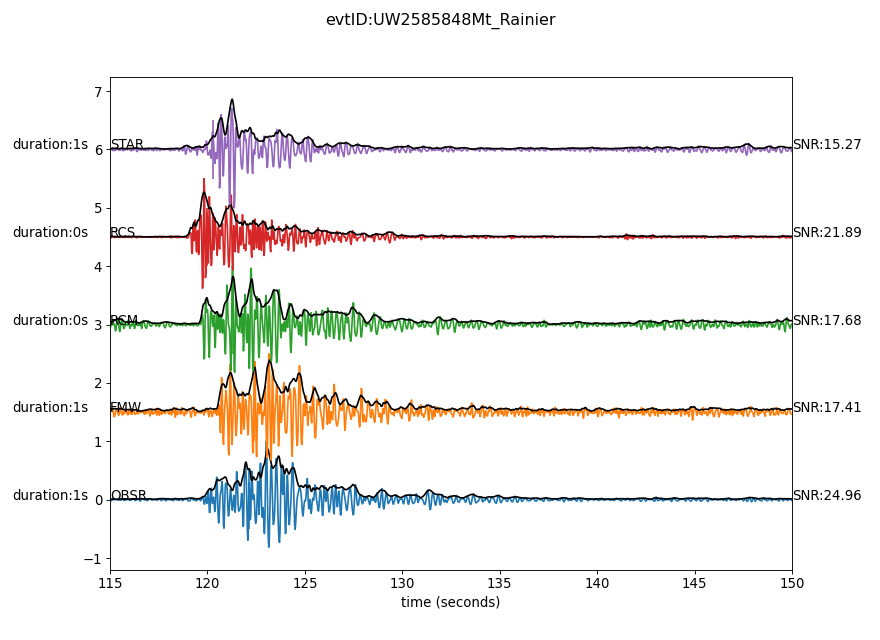 evtID:UW2585848Mt_Rainier
7
duration:1s STAR SNR:15.27
6
5
duration:0s RCS SNR:21.89
4
duration:0s RCM SNR:17.68
3
2
duration:1s FMW SNR:17.41
1
duration:1s OBSR SNR:24.96
0
−1
115 120 125 130 135 140 145 150
time (seconds)